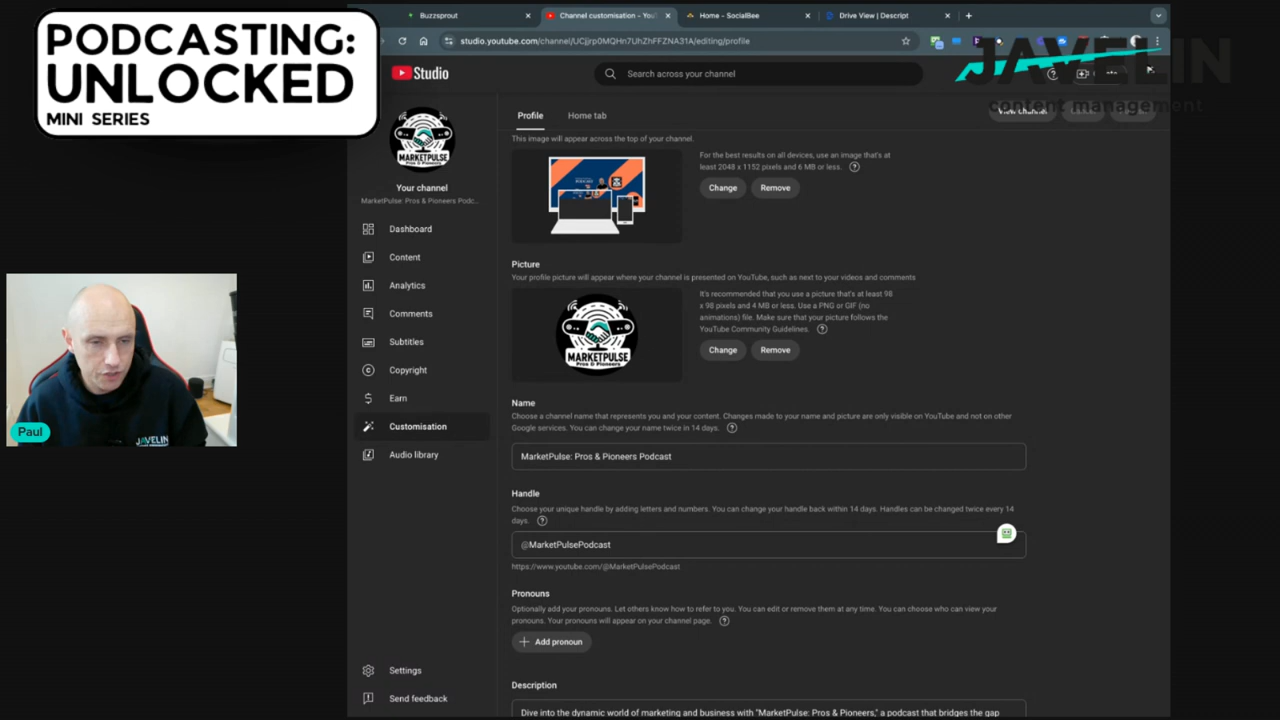 PODCASTING:
UNLOCKED
MINI SERIES
Buzzsprout
Channel customisation - YouT
Home - SocialBee
Drive View | Descript
studio.youtube.com/channel/UCjjrp0MQHn7UhZhFFZNA31A/editing/profile
JAVELIN
content management
Studio
Search across your channel
MARKETPULSE
Pros & Pioneers
Your channel
MarketPulse: Pros & Pioneers Podc...
Dashboard
Content
Analytics
Comments
Subtitles
Copyright
Earn
Customisation
Audio library
Settings
Send feedback
Profile
Home tab
View channel
This image will appear across the top of your channel.
PODCAST
For the best results on all devices, use an image that's at
least 2048 x 1152 pixels and 6 MB or less.
Change
Remove
Picture
Your profile picture will appear where your channel is presented on YouTube, such as next to your videos and comments
MARKETPULSE
Pros & Pioneers
It's recommended that you use a picture that's at least 98
x 98 pixels and 4 MB or less. Use a PNG or GIF (no
animations) file. Make sure that your picture follows the
YouTube Community Guidelines.
Change
Remove
Name
Choose a channel name that represents you and your content. Changes made to your name and picture are only visible on YouTube and not on other
Google services. You can change your name twice in 14 days.
MarketPulse: Pros & Pioneers Podcast
Handle
Choose your unique handle by adding letters and numbers. You can change your handle back within 14 days. Handles can be changed twice every 14
days.
@MarketPulsePodcast
https://www.youtube.com/@MarketPulsePodcast
Pronouns
Optionally add your pronouns. Let others know how to refer to you. You can edit or remove them at any time. You can choose who can view your
pronouns. Your pronouns will appear on your channel page.
Add pronoun
Description
Dive into the dynamic world of marketing and business with "MarketPulse: Pros & Pioneers," a podcast that bridges the gap
Paul
JAVELIN